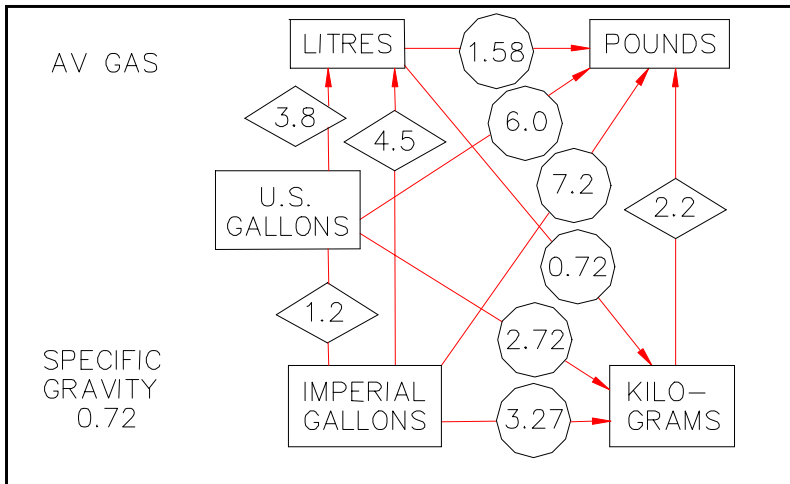 AV GAS
LITRES
1.58
POUNDS
3.8
4.5
6.0
7.2
U.S.
GALLONS
2.2
0.72
1.2
2.72
SPECIFIC
GRAVITY
0.72
IMPERIAL
GALLONS
3.27
KILO-
GRAMS